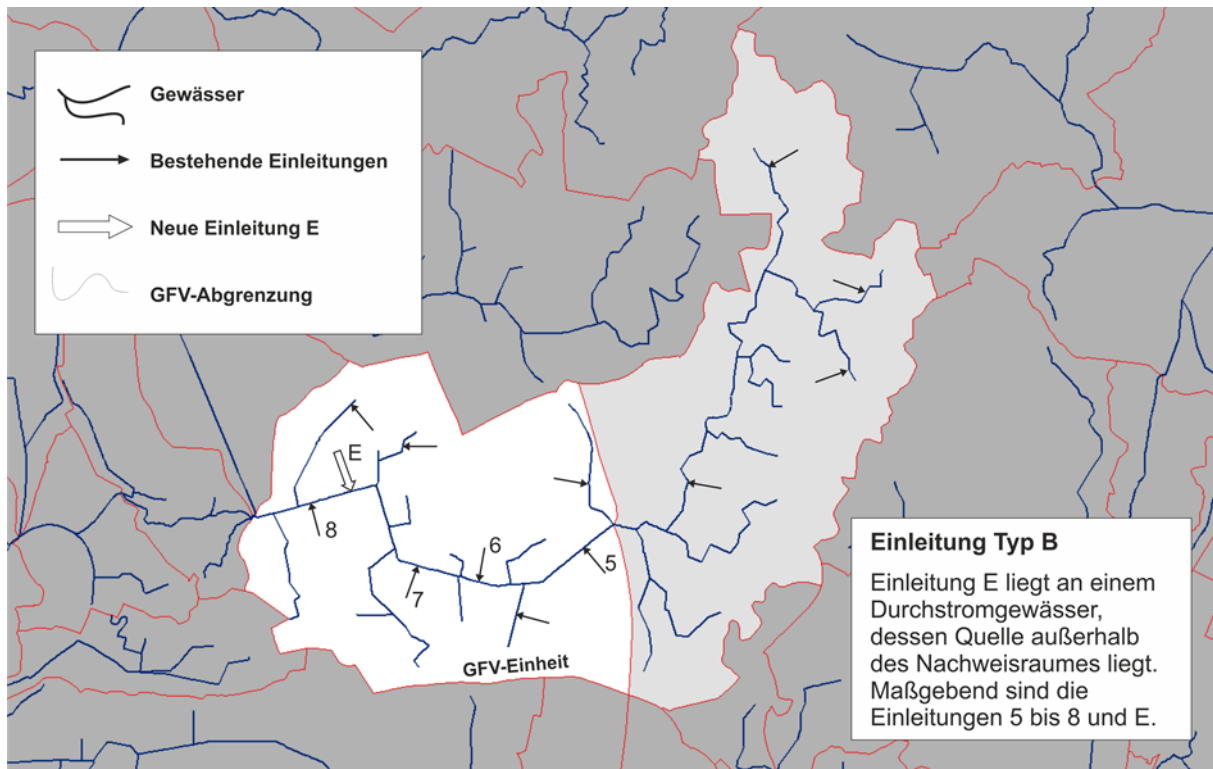 Gewässer
Bestehende Einleitungen
Neue Einleitung E
GFV-Abgrenzung
E
8
7
6
5
GFV-Einheit
Einleitung Typ B
Einleitung E liegt an einem
Durchstromgewässer,
dessen Quelle außerhalb
des Nachweisraumes liegt.
Maßgebend sind die
Einleitungen 5 bis 8 und E.